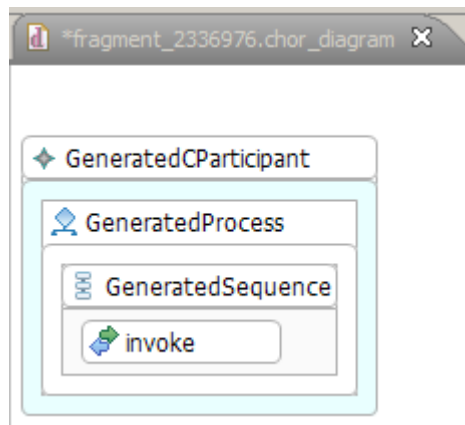 *fragment_2336976.chor_diagram
GeneratedCParticipant
GeneratedProcess
GeneratedSequence
invoke